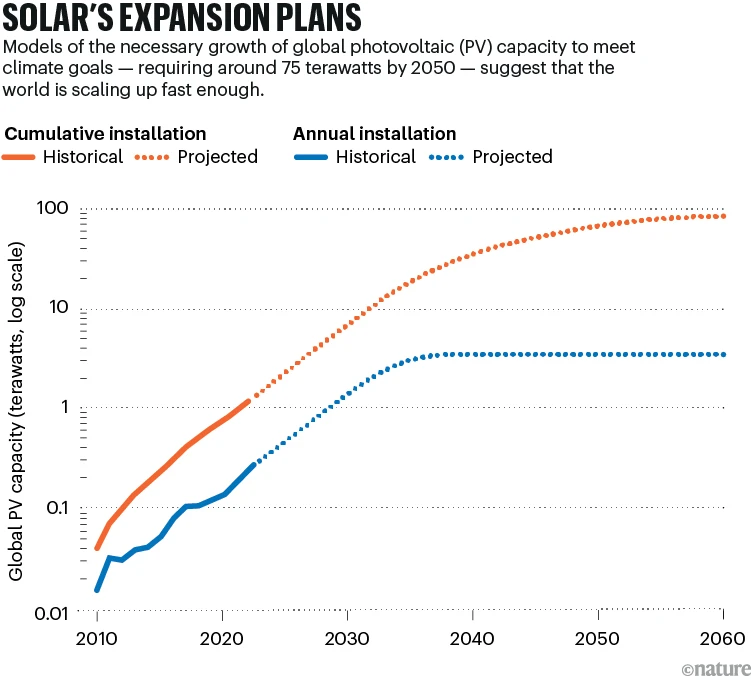 SOLAR'S EXPANSION PLANS
Models of the necessary growth of global photovoltaic (PV) capacity to meet
climate goals — requiring around 75 terawatts by 2050 — suggest that the
world is scaling up fast enough.
Cumulative installation
Historical Projected
Annual installation
Historical Projected
Global PV capacity (terawatts, log scale)
100
10
1
0.1
0.01
2010 2020 2030 2040 2050 2060
©nature